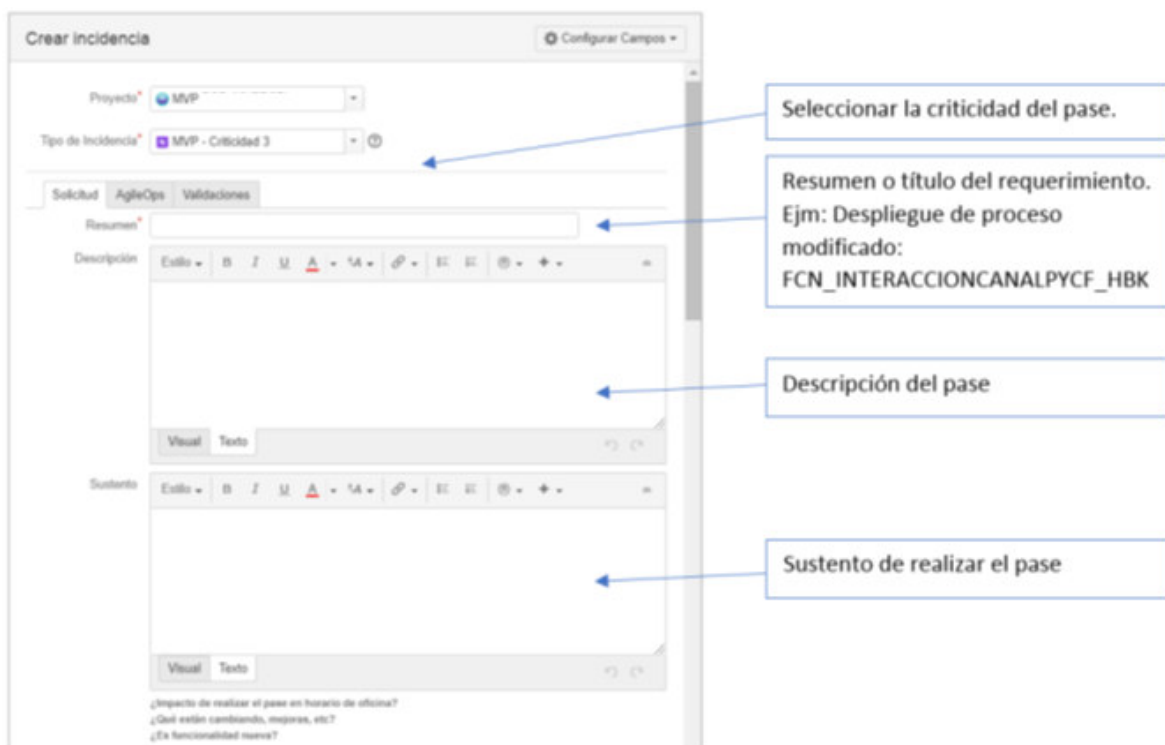 Crear incidencia
Configurar Campos
Proyecto* MVP
Tipo de Incidencia* MVP - Criticidad 3
Solicitud AgileOps Validaciones
Resumen*
Descripción
Estilo B I U A
Visual Texto
Sustento
Estilo B I U A
Visual Texto
¿Impacto de realizar el pase en horario de oficina?
¿Qué están cambiando, mejoras, etc?
¿Es funcionalidad nueva?
Seleccionar la criticidad del pase.
Resumen o título del requerimiento.
Ejm: Despliegue de proceso
modificado:
FCN_INTERACCIONCANALPYCF_HBK
Descripción del pase
Sustento de realizar el pase